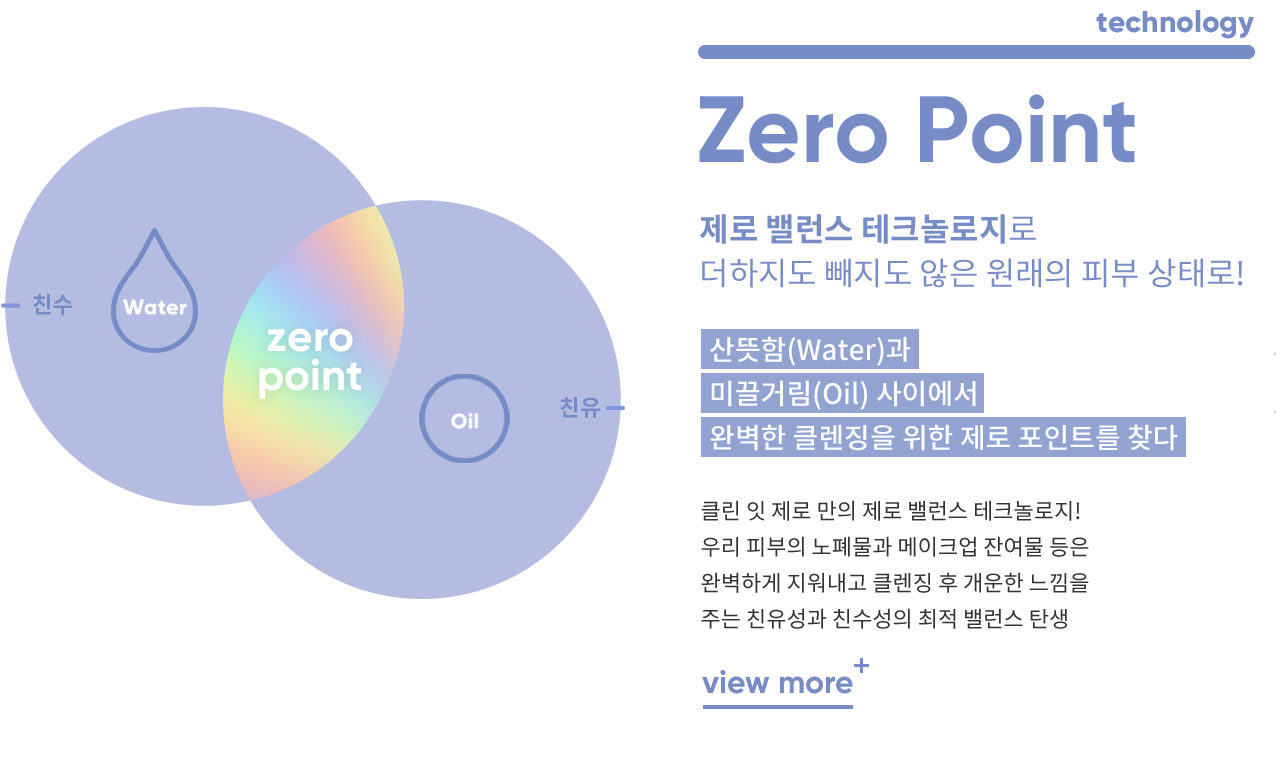 technology
Zero Point
제로 밸런스 테크놀로지로
더하지도 빼지도 않은 원래의 피부 상태로!
산뜻함(Water)과
미끌거림(Oil) 사이에서
완벽한 클렌징을 위한 제로 포인트를 찾다
클린 잇 제로 만의 제로 밸런스 테크놀로지!
우리 피부의 노폐물과 메이크업 잔여물 등은
완벽하게 지워내고 클렌징 후 개운한 느낌을
주는 친유성과 친수성의 최적 밸런스 탄생
view more+
친수
Water
zero
point
Oil
친유